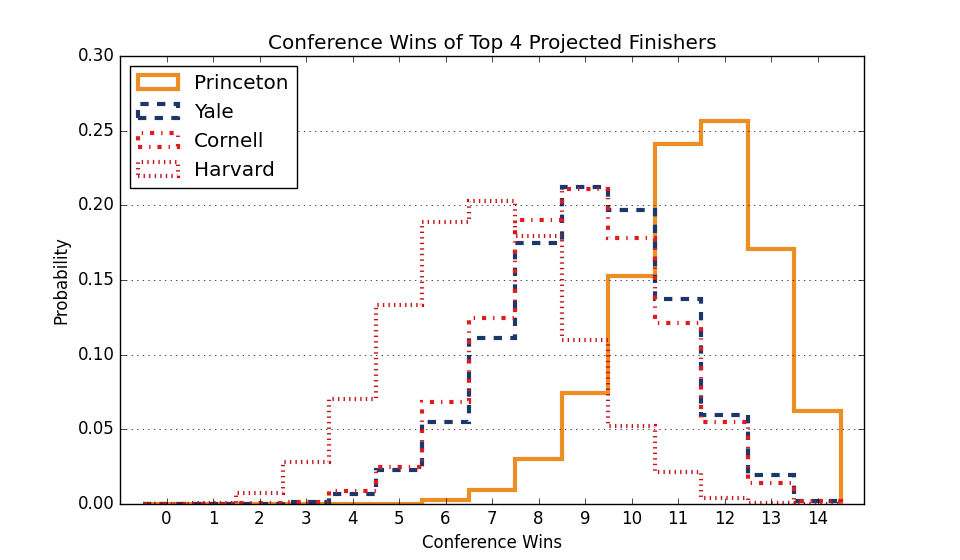 Conference Wins of Top 4 Projected Finishers
0.30
0.25
0.20
0.15
0.10
0.05
0.00
Probability
Princeton
Yale
Cornell
Harvard
0 1 2 3 4 5 6 7 8 9 10 11 12 13 14
Conference Wins